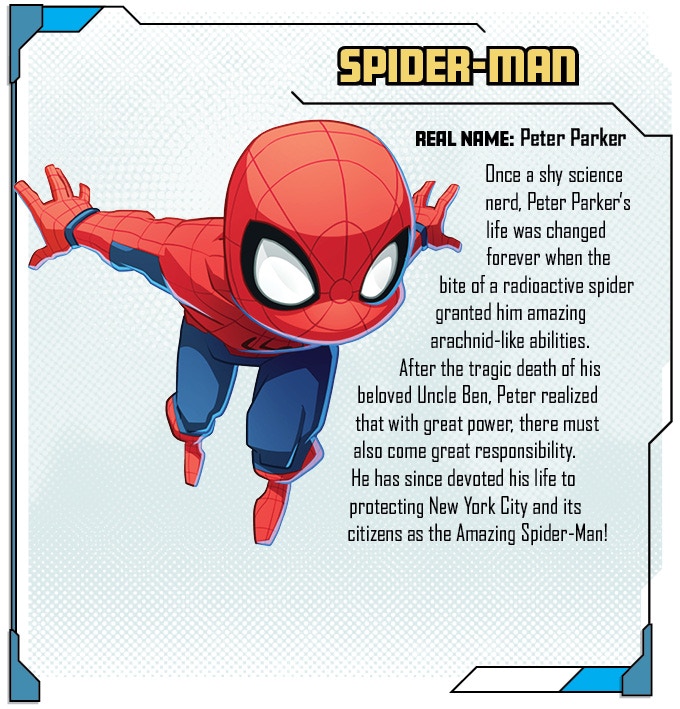 SPIDER-MAN
REAL NAME: Peter Parker
Once a shy science
nerd, Peter Parker's
life was changed
forever when the
bite of a radioactive spider
granted him amazing
arachnid-like abilities.
After the tragic death of his
beloved Uncle Ben, Peter realized
that with great power, there must
also come great responsibility.
He has since devoted his life to
protecting New York City and its
citizens as the Amazing Spider-Man!